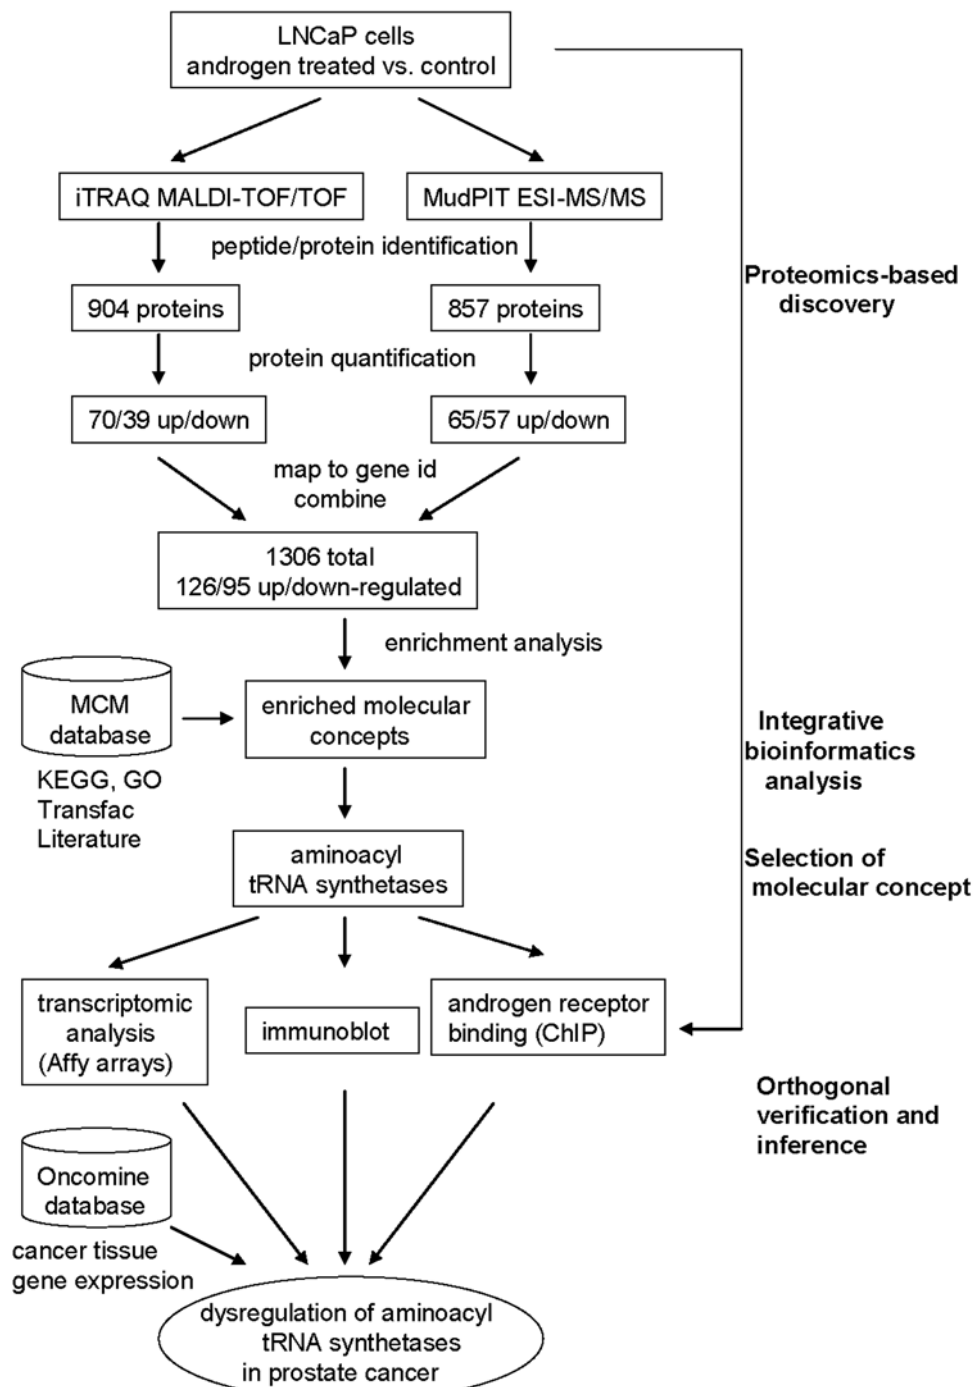 LNCaP cells
androgen treated vs. control
iTRAQ MALDI-TOF/TOF
MudPIT ESI-MS/MS
peptide/protein identification
Proteomics-based
discovery
904 proteins
857 proteins
protein quantification
70/39 up/down
65/57 up/down
map to gene id
combine
1306 total
126/95 up/down-regulated
enrichment analysis
MCM
database
enriched molecular
concepts
Integrative
bioinformatics
analysis
KEGG, GO
Transfac
Literature
aminoacyl
tRNA synthetases
Selection of
molecular concept
transcriptomic
analysis
(Affy arrays)
immunoblot
androgen receptor
binding (ChIP)
Orthogonal
verification and
inference
Oncomine
database
cancer tissue
gene expression
dysregulation of aminoacyl
tRNA synthetases
in prostate cancer